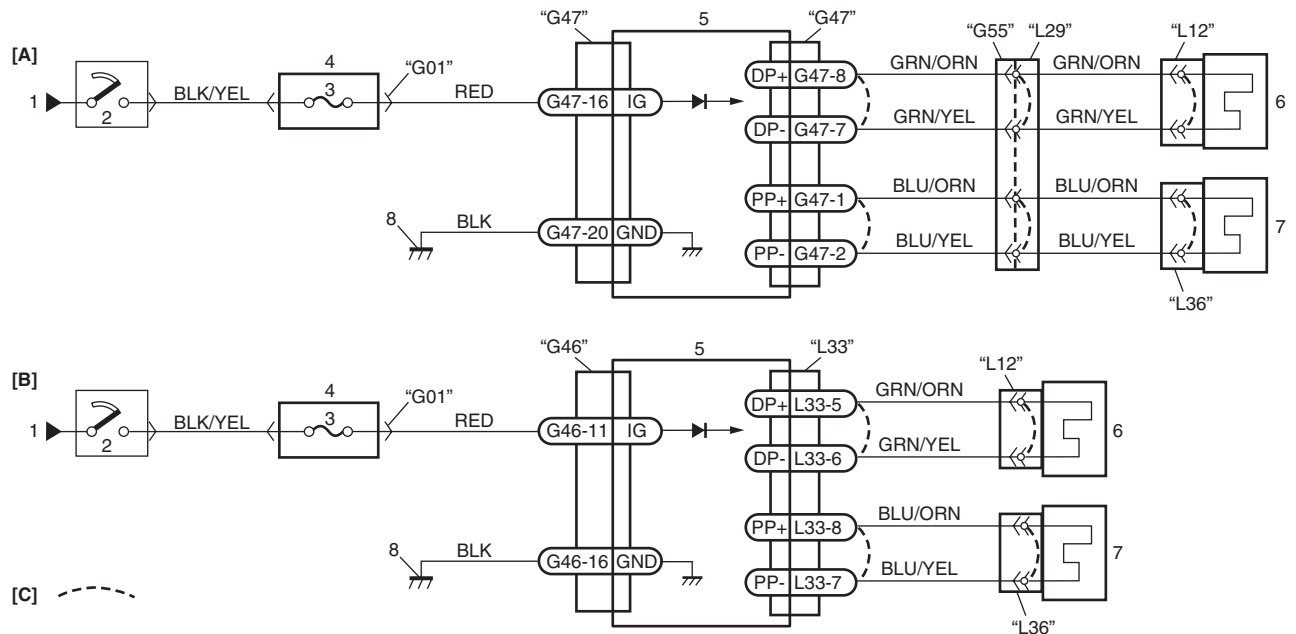 "G47" 5 "G47" "G55" "L29" "L12"
[A]
4 "G01" DP+ G47-8 GRN/ORN GRN/ORN
1 2 BLK/YEL 3 RED G47-16 IG 6
DP- G47-7 GRN/YEL GRN/YEL
PP+ G47-1 BLU/ORN BLU/ORN
8 BLK G47-20 GND 7
PP- G47-2 BLU/YEL BLU/YEL
"L36"
"G46" 5 "L33" "L12"
[B]
4 "G01" DP+ L33-5 GRN/ORN
1 2 BLK/YEL 3 RED G46-11 IG 6
DP- L33-6 GRN/YEL
PP+ L33-8 BLU/ORN
8 BLK G46-16 GND 7
PP- L33-7 BLU/YEL
[C] "L36"